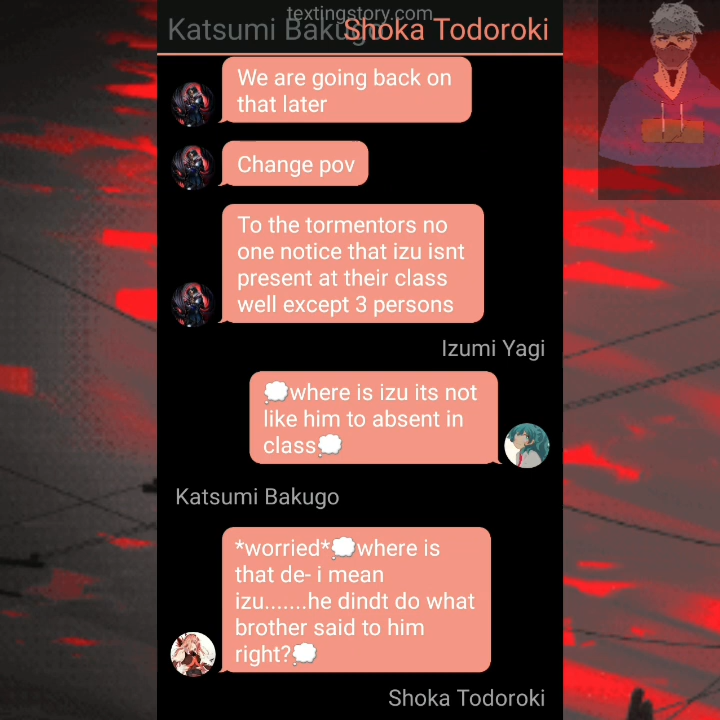 textingstory.com
Katsumi Bakugo
Shoka Todoroki
We are going back on
that later
Change pov
To the tormentors no
one notice that izu isnt
present at their class
well except 3 persons
Izumi Yagi
💭where is izu its not
like him to absent in
class💭
Katsumi Bakugo
*worried*💭where is
that de- i mean
izu.......he dindt do what
brother said to him
right?💭
Shoka Todoroki